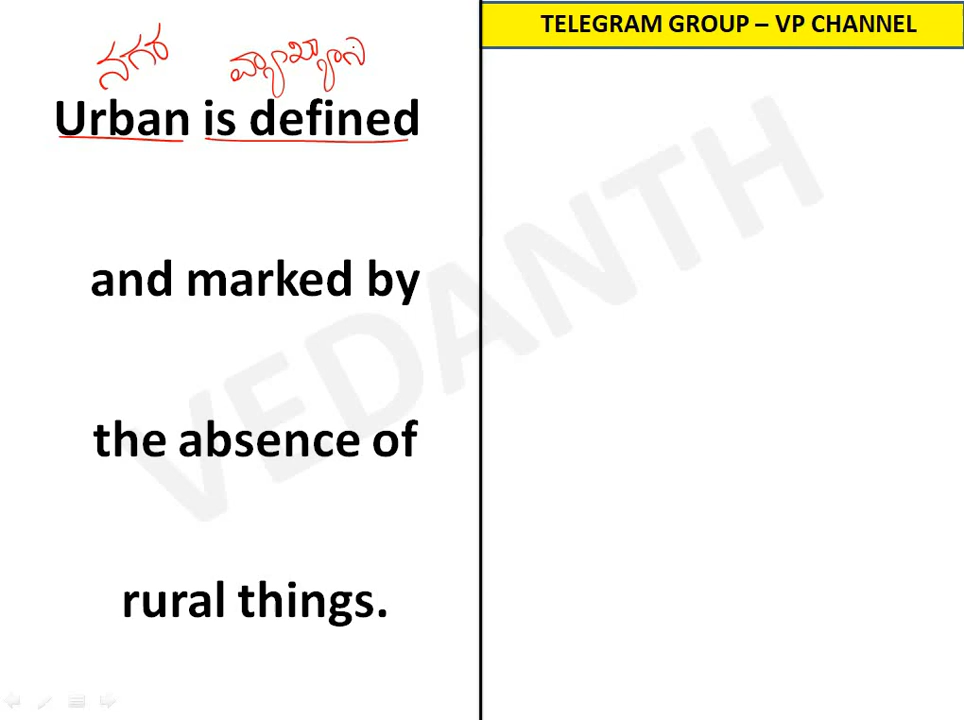 TELEGRAM GROUP – VP CHANNEL
ನಗರ
Urban is defined
and marked by
the absence of
rural things.
VEDANTH